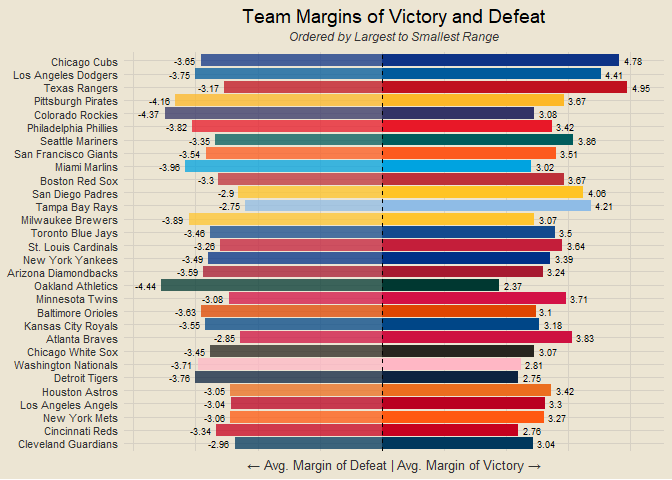 Team Margins of Victory and Defeat
Ordered by Largest to Smallest Range
Chicago Cubs -3.65 4.78
Los Angeles Dodgers -3.75 4.41
Texas Rangers -3.17 4.95
Pittsburgh Pirates -4.16 3.67
Colorado Rockies -4.37 3.08
Philadelphia Phillies -3.82 3.42
Seattle Mariners -3.35 3.86
San Francisco Giants -3.54 3.51
Miami Marlins -3.96 3.02
Boston Red Sox -3.3 3.67
San Diego Padres -2.9 4.06
Tampa Bay Rays -2.75 4.21
Milwaukee Brewers -3.89 3.07
Toronto Blue Jays -3.46 3.5
St. Louis Cardinals -3.26 3.64
New York Yankees -3.49 3.39
Arizona Diamondbacks -3.59 3.24
Oakland Athletics -4.44 2.37
Minnesota Twins -3.08 3.71
Baltimore Orioles -3.63 3.1
Kansas City Royals -3.55 3.18
Atlanta Braves -2.85 3.83
Chicago White Sox -3.45 3.07
Washington Nationals -3.71 2.81
Detroit Tigers -3.76 2.75
Houston Astros -3.05 3.42
Los Angeles Angels -3.04 3.3
New York Mets -3.06 3.27
Cincinnati Reds -3.34 2.76
Cleveland Guardians -2.96 3.04
← Avg. Margin of Defeat | Avg. Margin of Victory →